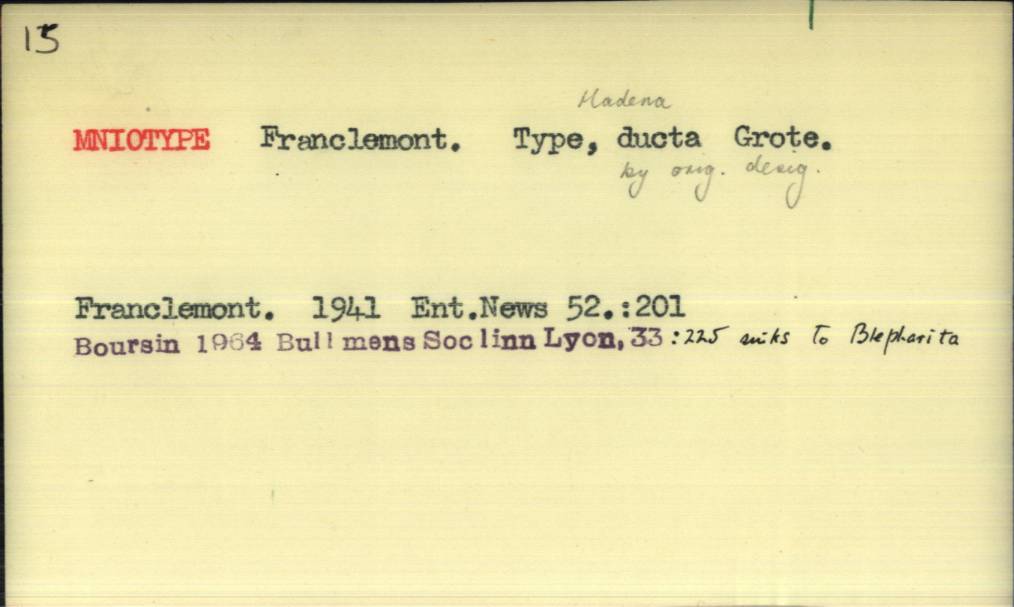 15
Hadena
MNIOTYPE Franclemont. Type, ducta Grote.
by orig. desig.
Franclemont. 1941 Ent.News 52.:201
Boursin 1964 Bull mens Soc linn Lyon, 33 :225 sinks to Blepharita